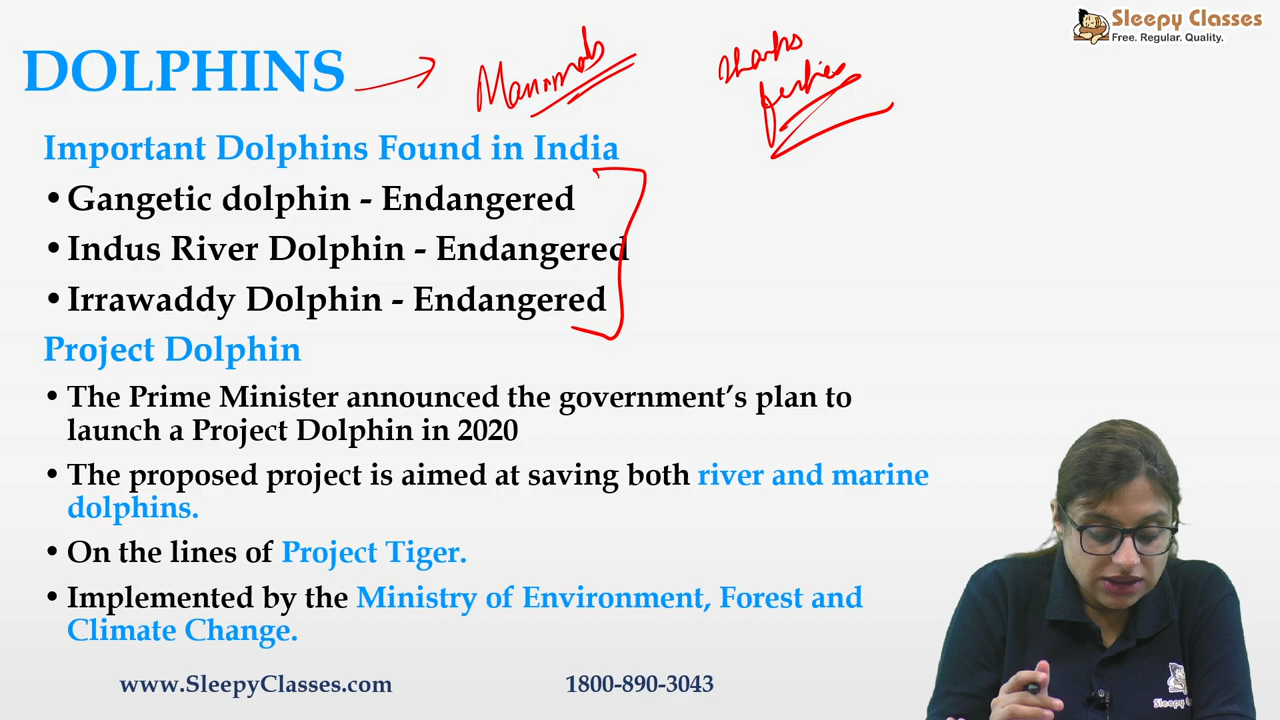 Sleepy Classes
Free. Regular. Quality.
DOLPHINS
Mammals
Sharks
Important Dolphins Found in India
• Gangetic dolphin - Endangered
• Indus River Dolphin - Endangered
• Irrawaddy Dolphin - Endangered
Project Dolphin
• The Prime Minister announced the government's plan to
launch a Project Dolphin in 2020
• The proposed project is aimed at saving both river and marine
dolphins.
• On the lines of Project Tiger.
• Implemented by the Ministry of Environment, Forest and
Climate Change.
www.SleepyClasses.com
1800-890-3043
Sleepy